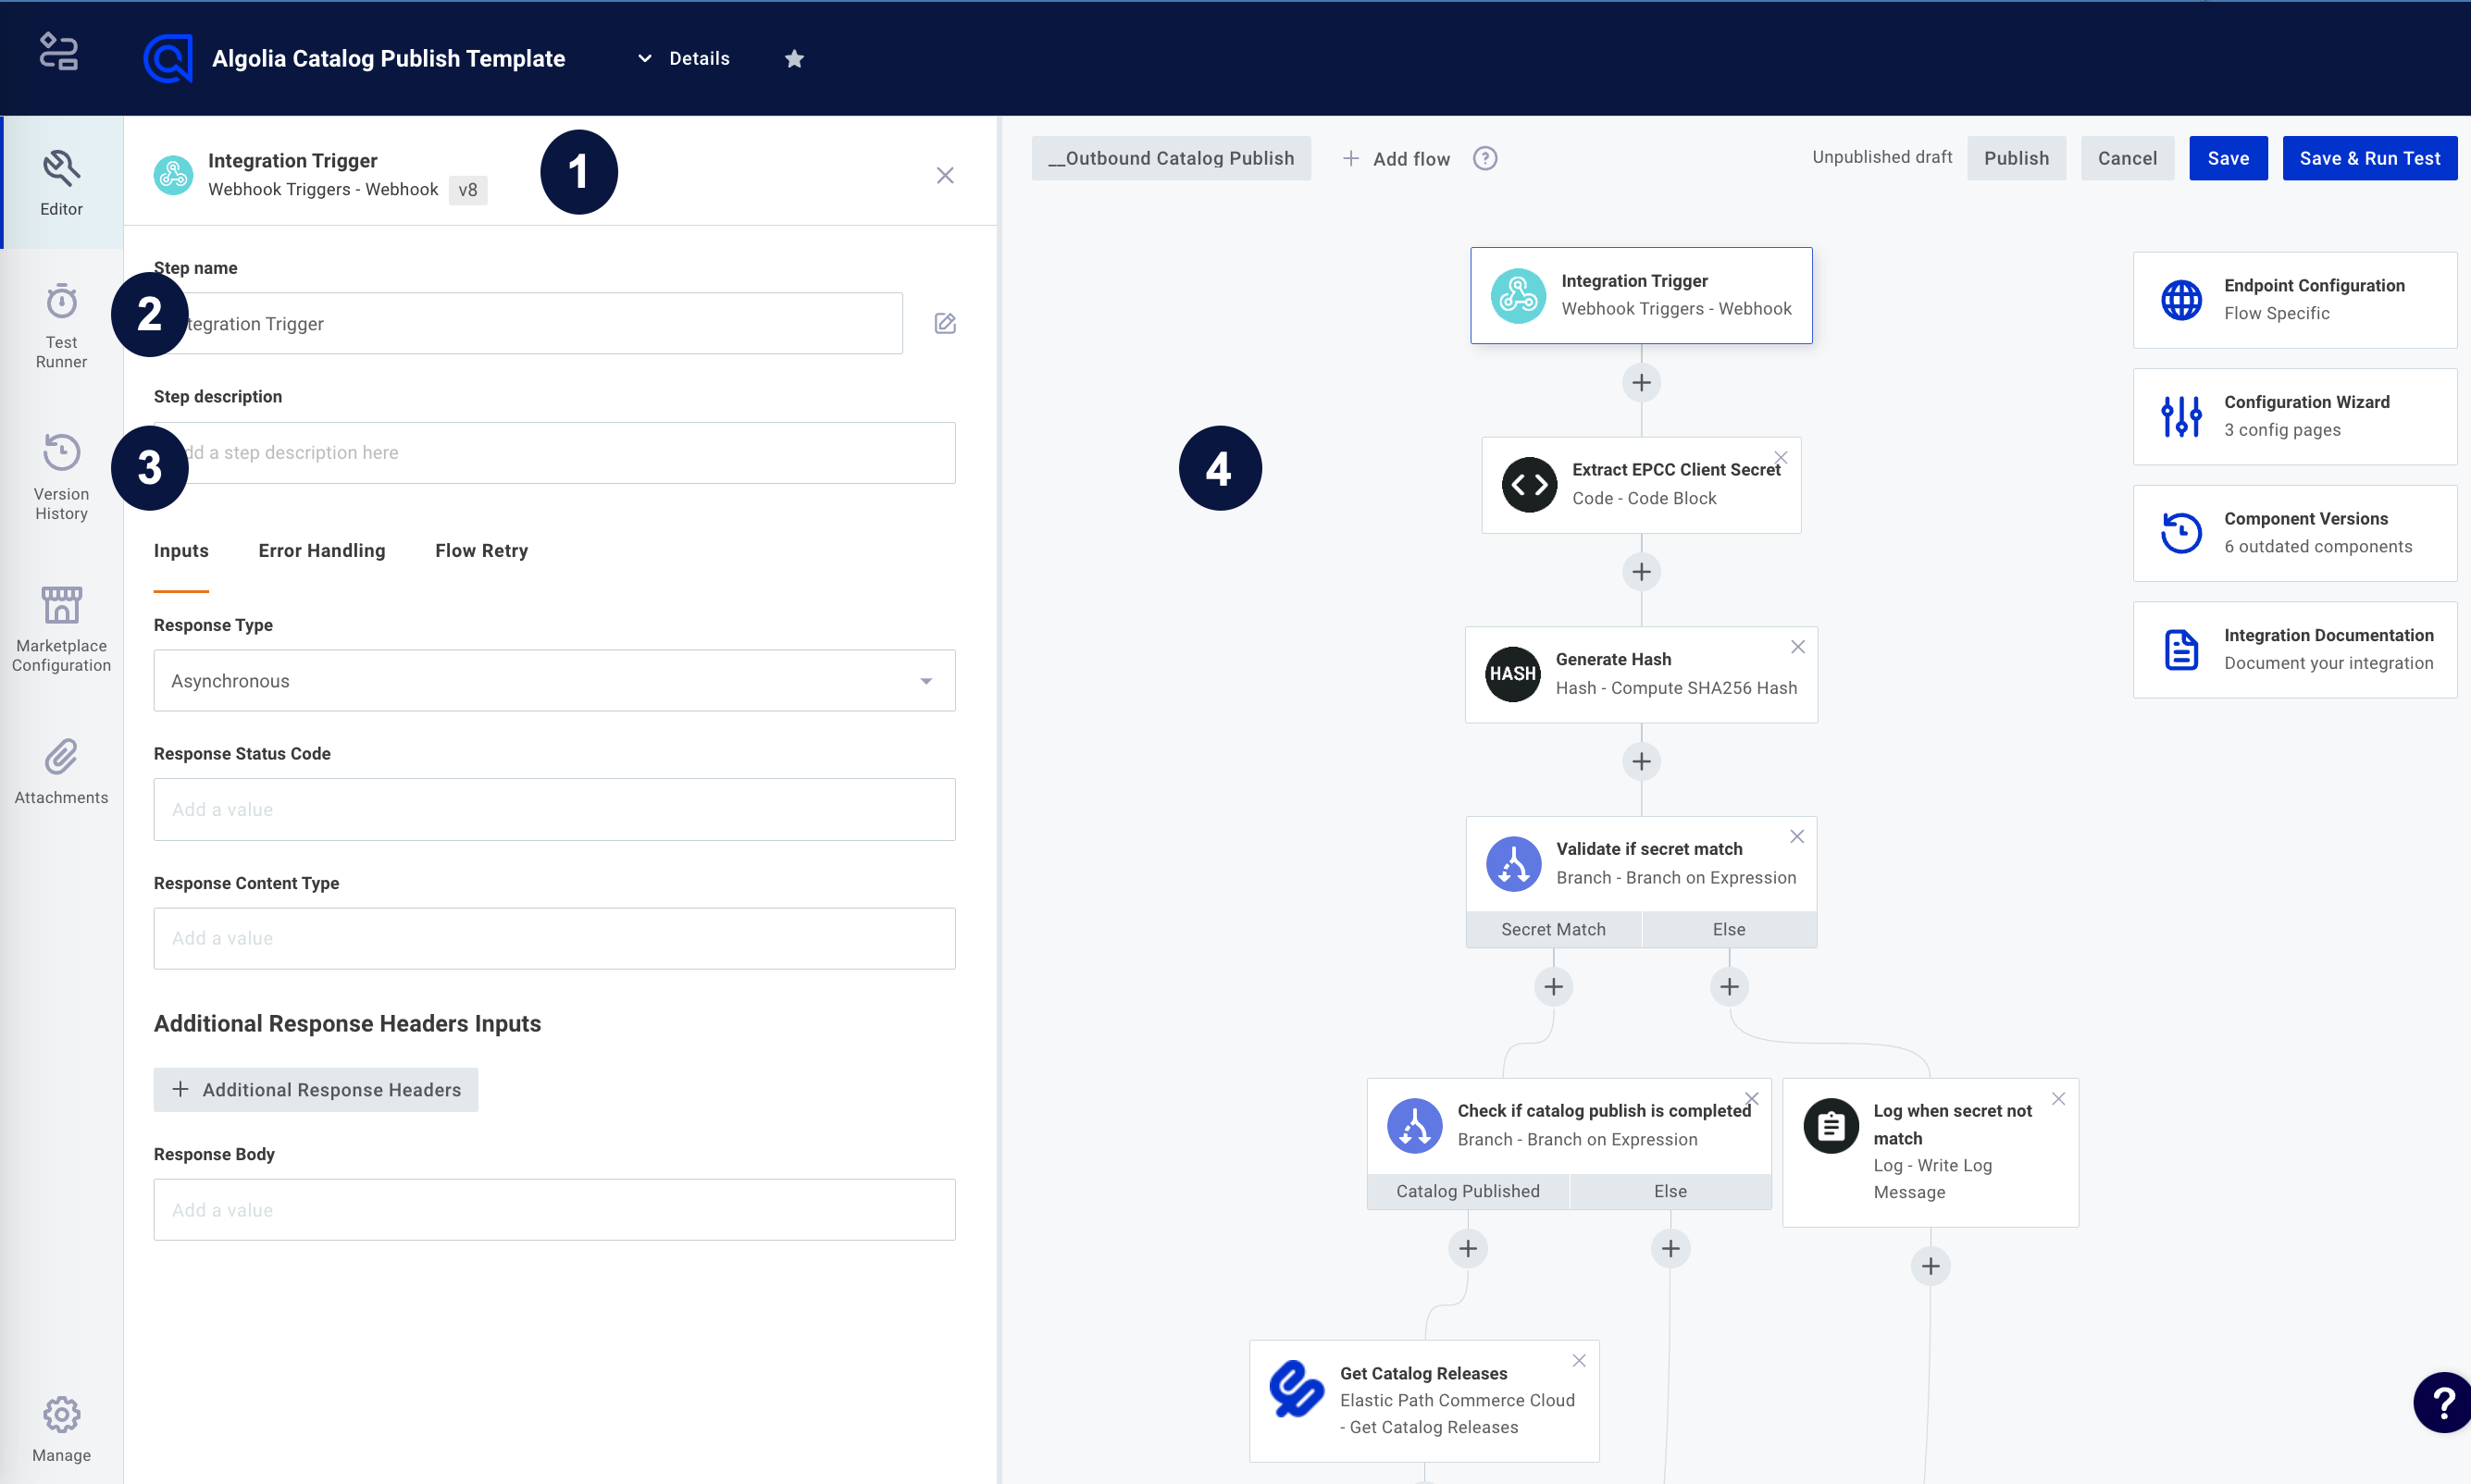 Algolia Catalog Publish Template
Details
Editor
Test
Runner
Version
History
Marketplace
Configuration
Attachments
Manage
Integration Trigger
Webhook Triggers - Webhook
v8
1
Step name
2
tegration Trigger
Step description
3
dd a step description here
Inputs
Error Handling
Flow Retry
Response Type
Asynchronous
Response Status Code
Add a value
Response Content Type
Add a value
Additional Response Headers Inputs
+ Additional Response Headers
Response Body
Add a value
__Outbound Catalog Publish
+ Add flow
?
Unpublished draft
Publish
Cancel
Save
Save & Run Test
4
Integration Trigger
Webhook Triggers - Webhook
Extract EPCC Client Secret
Code - Code Block
HASH
Generate Hash
Hash - Compute SHA256 Hash
Validate if secret match
Branch - Branch on Expression
Secret Match
Else
Check if catalog publish is completed
Branch - Branch on Expression
Catalog Published
Else
Log when secret not
match
Log - Write Log
Message
Get Catalog Releases
Elastic Path Commerce Cloud
- Get Catalog Releases
Endpoint Configuration
Flow Specific
Configuration Wizard
3 config pages
Component Versions
6 outdated components
Integration Documentation
Document your integration
?